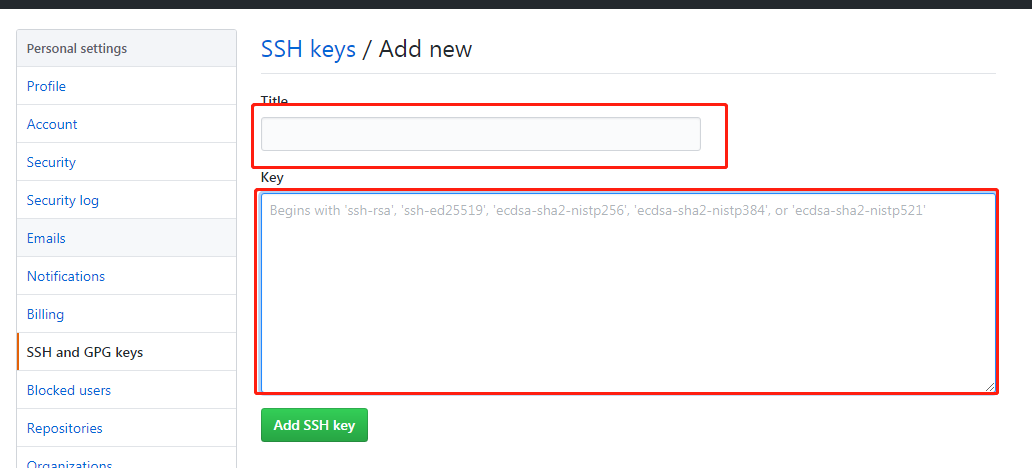 Personal settings
Profile
Account
Security
Security log
Emails
Notifications
Billing
SSH and GPG keys
Blocked users
Repositories
Organizations
SSH keys / Add new
Title
Key
Begins with 'ssh-rsa', 'ssh-ed25519', 'ecdsa-sha2-nistp256', 'ecdsa-sha2-nistp384', or 'ecdsa-sha2-nistp521'
Add SSH key